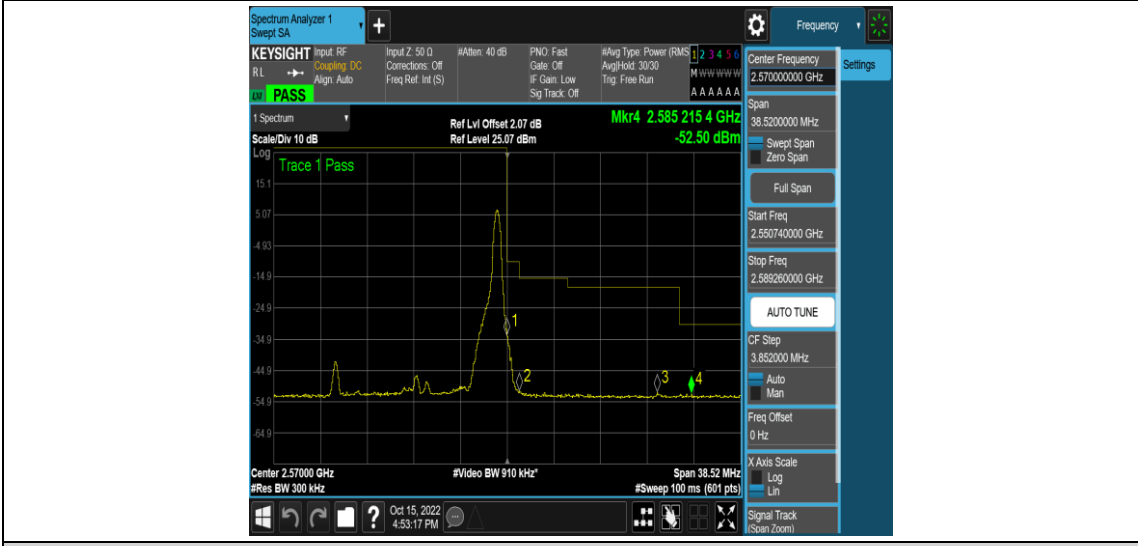 Spectrum Analyzer 1
Swept SA
Frequency
KEYSIGHT
RL
PASS
Input: RF
Coupling: DC
Align: Auto
Input Z: 50 Ω
Corrections: Off
Freq Ref: Int (S)
#Atten: 40 dB
PNO: Fast
Gate: Off
IF Gain: Low
Sig Track: Off
#Avg Type: Power (RMS
Avg|Hold: 30/30
Trig: Free Run
1 2 3 4 5 6
M W W W W W
A A A A A A
1 Spectrum
Scale/Div 10 dB
Ref Lvl Offset 2.07 dB
Ref Level 25.07 dBm
Mkr4 2.585 215 4 GHz
-52.50 dBm
Log
Trace 1 Pass
15.1
5.07
-4.93
-14.9
-24.9
-34.9
-44.9
-54.9
-64.9
1
2
3
4
Center 2.57000 GHz
#Video BW 910 kHz*
Span 38.52 MHz
#Res BW 300 kHz
#Sweep 100 ms (601 pts)
?
Oct 15, 2022
4:53:17 PM
Center Frequency
2.570000000 GHz
Settings
Span
38.5200000 MHz
Swept Span
Zero Span
Full Span
Start Freq
2.550740000 GHz
Stop Freq
2.589260000 GHz
AUTO TUNE
CF Step
3.852000 MHz
Auto
Man
Freq Offset
0 Hz
X Axis Scale
Log
Lin
Signal Track
(Span Zoom)